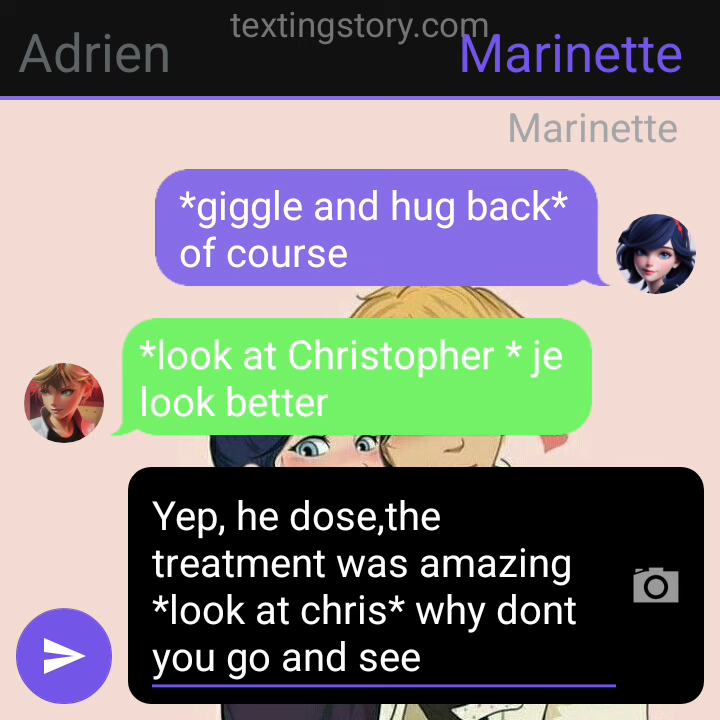 textingstory.com
Adrien
Marinette
Marinette
*giggle and hug back*
of course
*look at Christopher * je
look better
Yep, he dose,the
treatment was amazing
*look at chris* why dont
you go and see